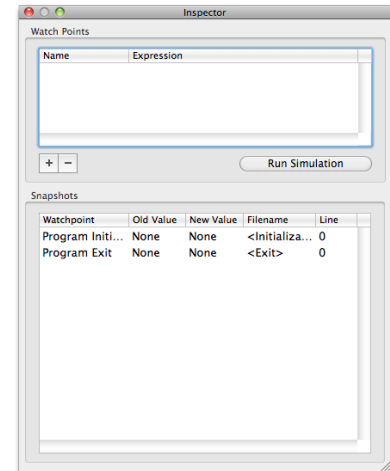 Inspector
Watch Points
Name Expression
+ −
Run Simulation
Snapshots
Watchpoint Old Value New Value Filename Line
Program Initi... None None <Initializa... 0
Program Exit None None <Exit> 0